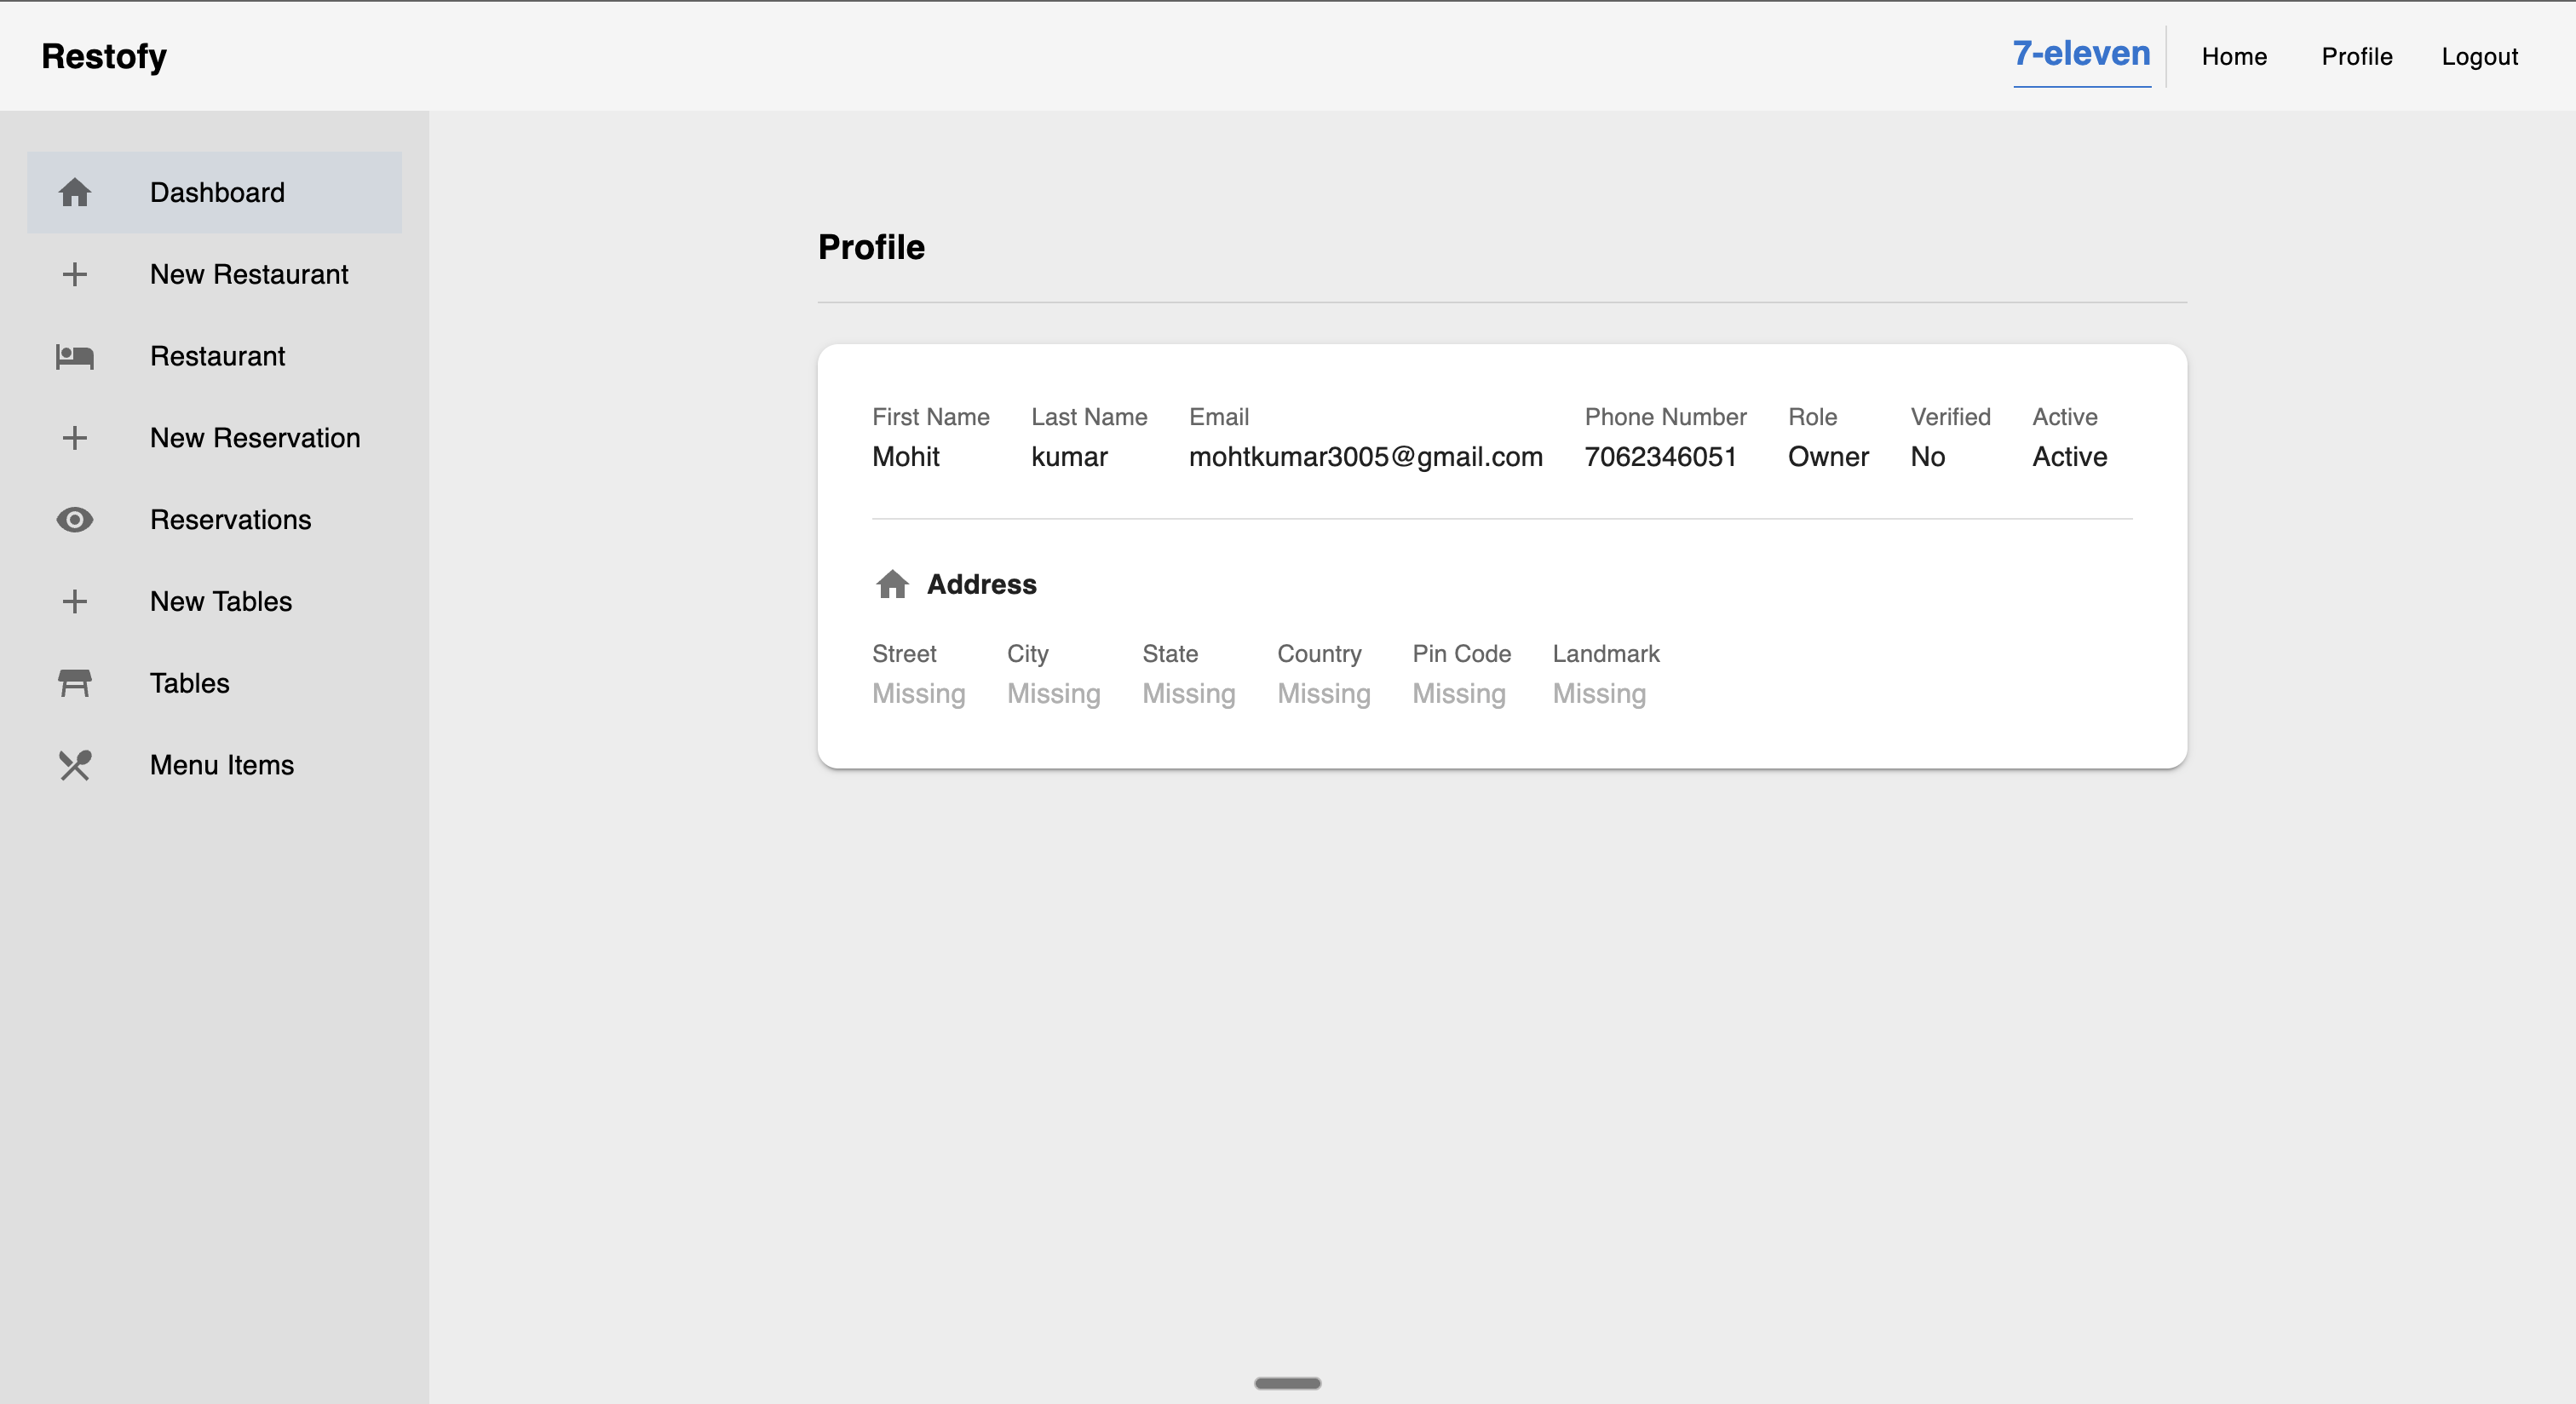 Restofy
7-eleven Home Profile Logout
Dashboard
New Restaurant
Restaurant
New Reservation
Reservations
New Tables
Tables
Menu Items
Profile
First Name Last Name Email Phone Number Role Verified Active
Mohit kumar mohtkumar3005@gmail.com 7062346051 Owner No Active
Address
Street City State Country Pin Code Landmark
Missing Missing Missing Missing Missing Missing